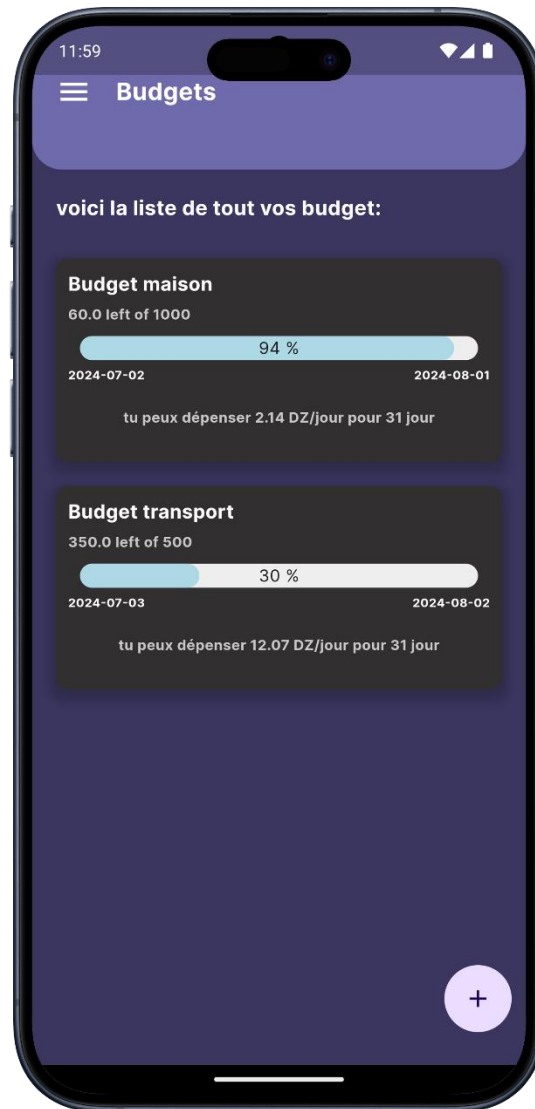 11:59
Budgets
voici la liste de tout vos budget:
Budget maison
60.0 left of 1000
94 %
2024-07-02 2024-08-01
tu peux dépenser 2.14 DZ/jour pour 31 jour
Budget transport
350.0 left of 500
30 %
2024-07-03 2024-08-02
tu peux dépenser 12.07 DZ/jour pour 31 jour
+